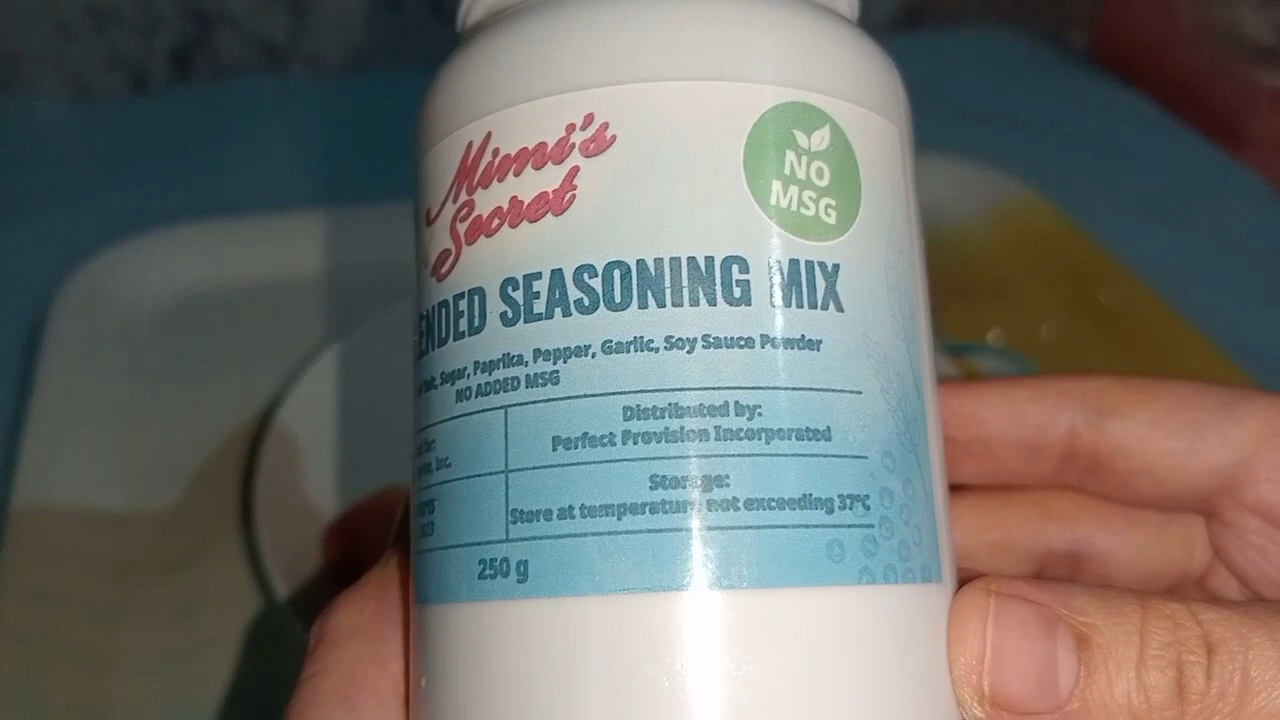 Mimi's
Secret
NO
MSG
ENDED SEASONING MIX
Sugar, Paprika, Pepper, Garlic, Soy Sauce Powder
NO ADDED MSG
Distributed by:
Perfect Provision Incorporated
Inc.
Storage:
Store at temperature not exceeding 37°C
250 g